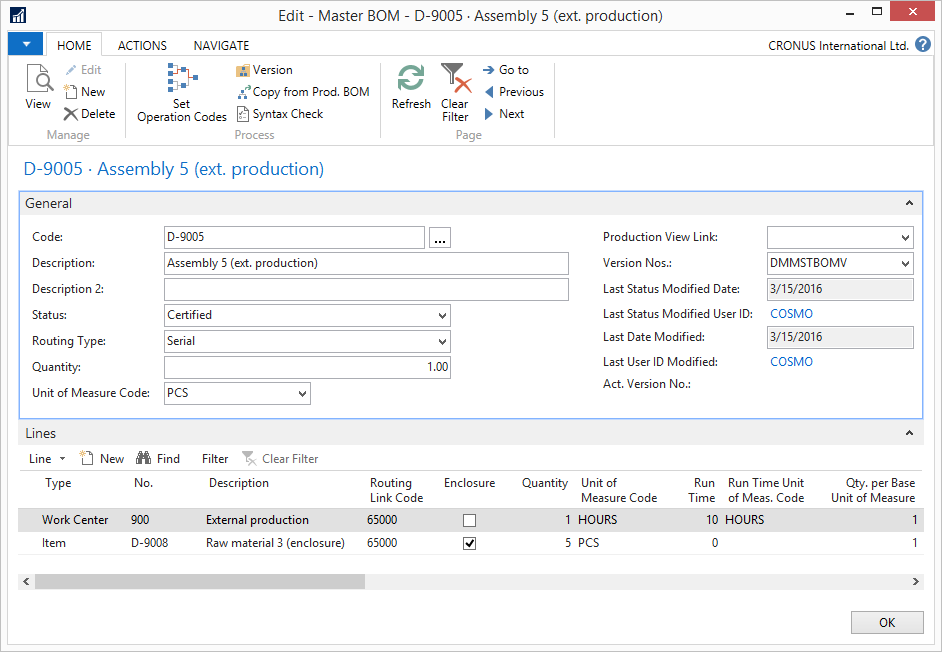 Edit - Master BOM - D-9005 · Assembly 5 (ext. production)
HOME ACTIONS NAVIGATE CRONUS International Ltd. ?
View
Edit
New
Delete
Manage
Set
Operation Codes
Version
Copy from Prod. BOM
Syntax Check
Process
Refresh
Clear
Filter
Go to
Previous
Next
Page
D-9005 · Assembly 5 (ext. production)
General
Code: D-9005 ...
Description: Assembly 5 (ext. production)
Description 2:
Status: Certified
Routing Type: Serial
Quantity: 1.00
Unit of Measure Code: PCS
Production View Link:
Version Nos.: DMMSTBOMV
Last Status Modified Date: 3/15/2016
Last Status Modified User ID: COSMO
Last Date Modified: 3/15/2016
Last User ID Modified: COSMO
Act. Version No.:
Lines
Line New Find Filter Clear Filter
Type No. Description Routing Link Code Enclosure Quantity Unit of Measure Code Run Time Run Time Unit of Meas. Code Qty. per Base Unit of Measure
Work Center 900 External production 65000 1 HOURS 10 HOURS 1
Item D-9008 Raw material 3 (enclosure) 65000 5 PCS 0 1
OK